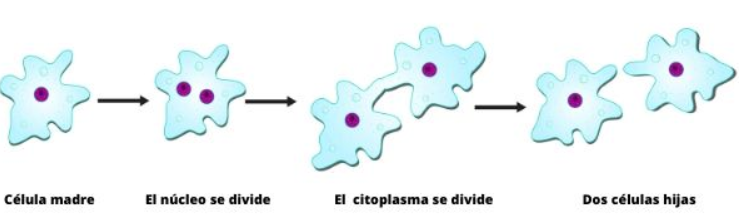 Célula madre
El núcleo se divide
El citoplasma se divide
Dos células hijas